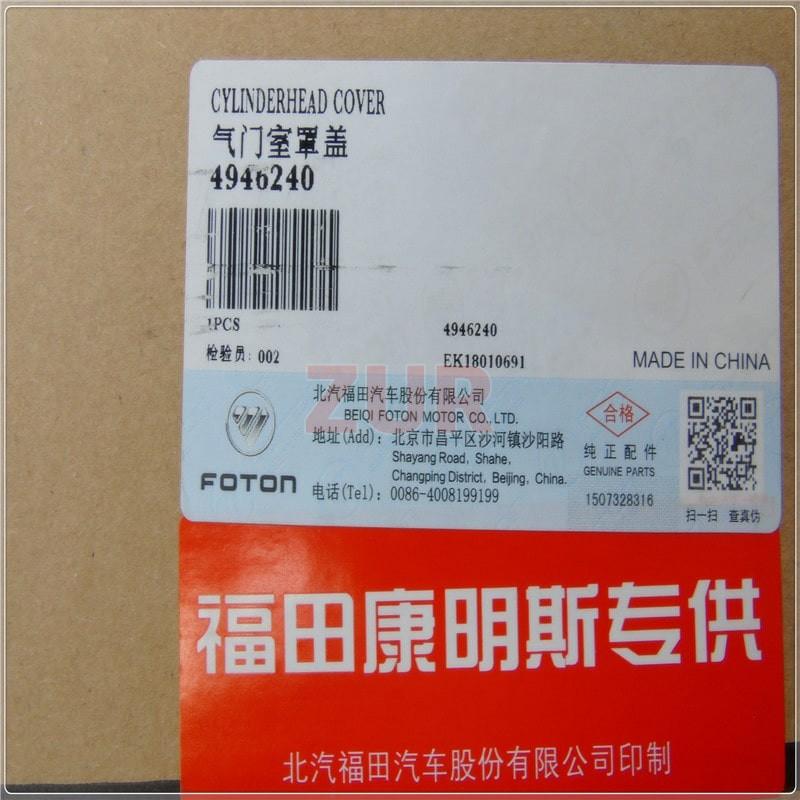 CYLINDERHEAD COVER
气门室罩盖
4946240
1PCS
4946240
检验员: 002
EK18010691
MADE IN CHINA
ZUR
FOTON
北汽福田汽车股份有限公司
BEIQI FOTON MOTOR CO.,LTD.
地址(Add): 北京市昌平区沙河镇沙阳路
Shayang Road, Shahe,
Changping District, Beijing, China.
电话(Tel): 0086-4008199199
合格
纯正配件
GENUINE PARTS
1507328316
扫一扫 查真伪
福田康明斯专供
北汽福田汽车股份有限公司印制